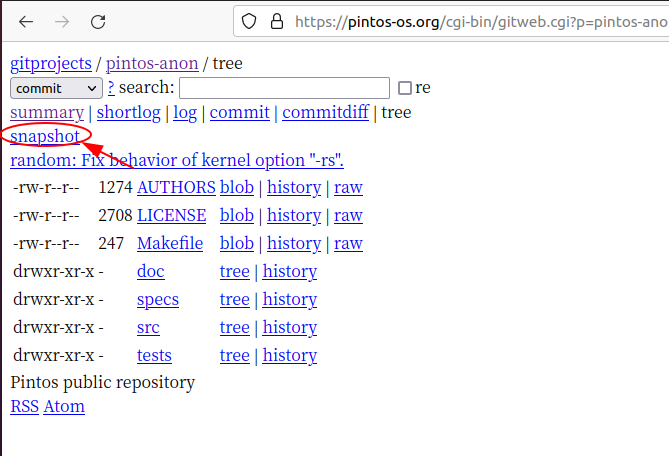 https://pintos-os.org/cgi-bin/gitweb.cgi?p=pintos-ano
gitprojects / pintos-anon / tree
commit ? search: re
summary | shortlog | log | commit | commitdiff | tree
snapshot
random: Fix behavior of kernel option "-rs".
-rw-r--r-- 1274 AUTHORS blob | history | raw
-rw-r--r-- 2708 LICENSE blob | history | raw
-rw-r--r-- 247 Makefile blob | history | raw
drwxr-xr-x - doc tree | history
drwxr-xr-x - specs tree | history
drwxr-xr-x - src tree | history
drwxr-xr-x - tests tree | history
Pintos public repository
RSS Atom